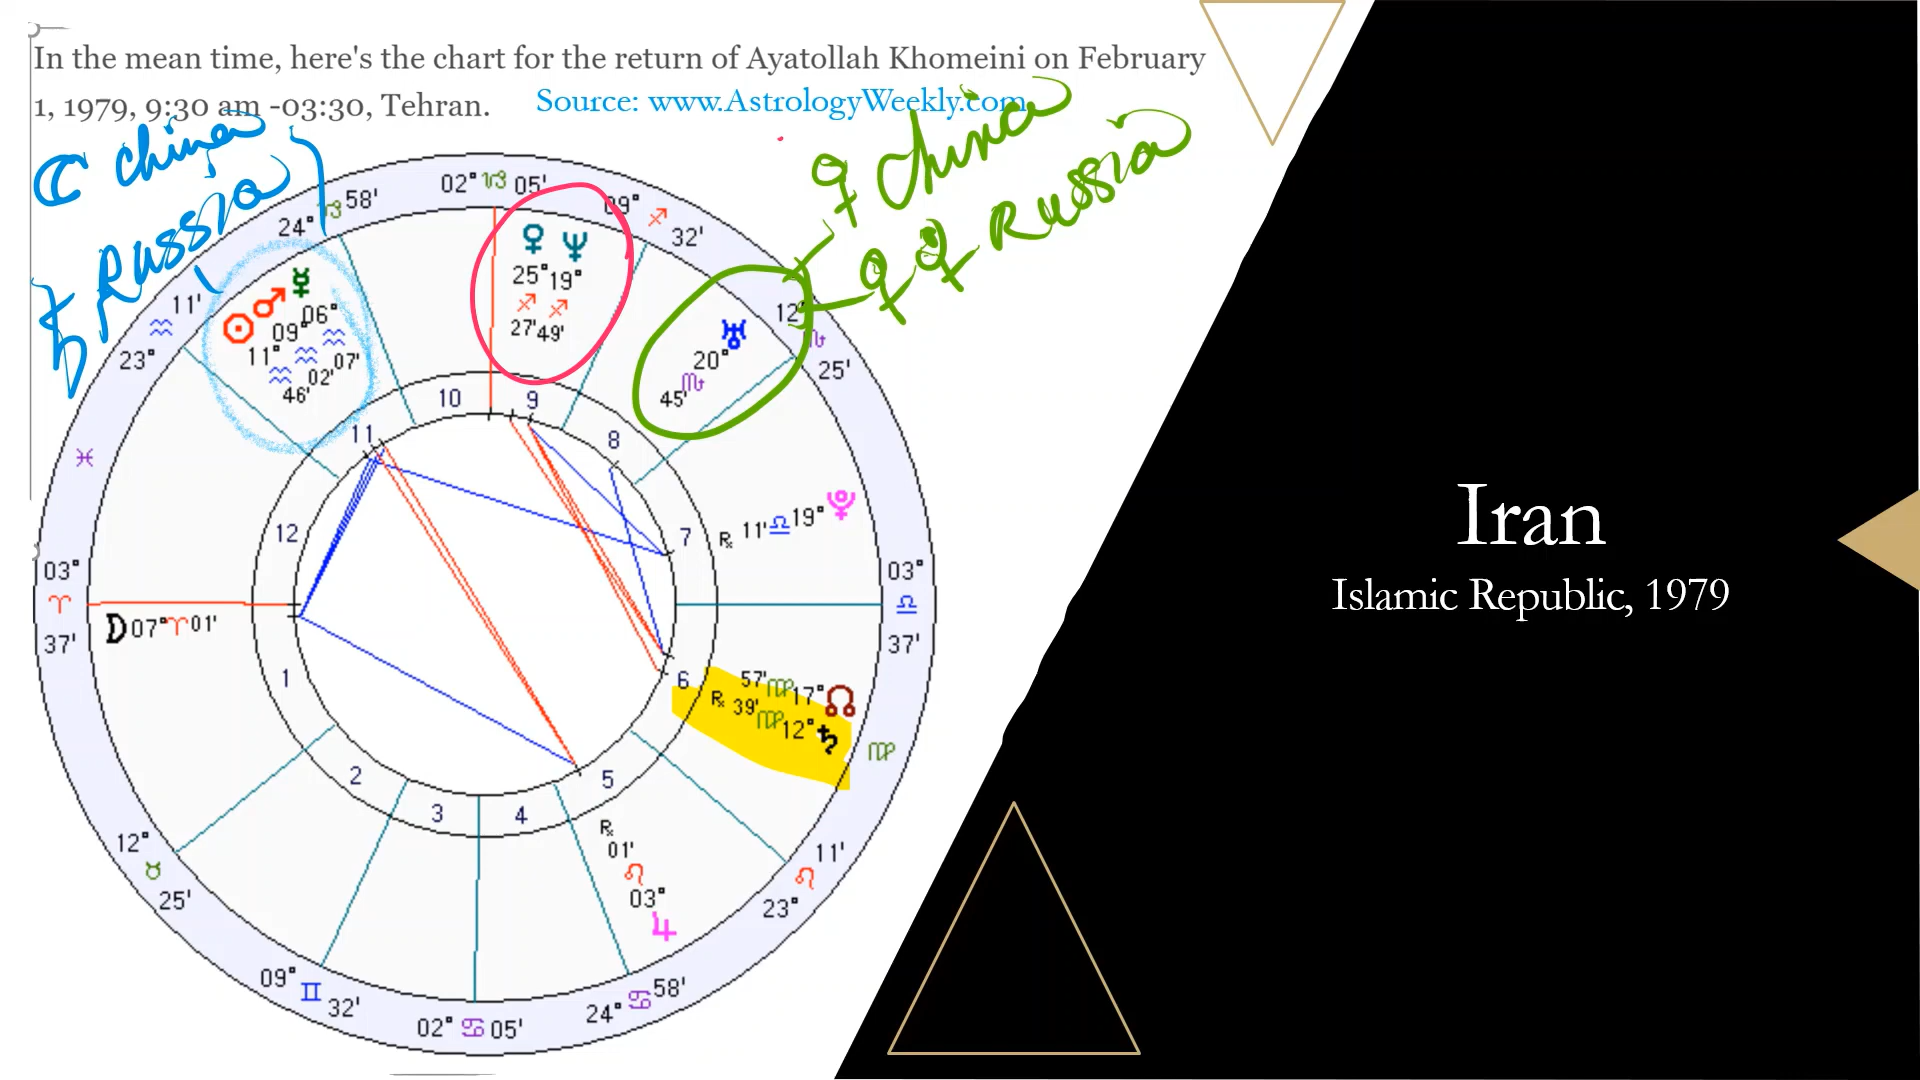 In the mean time, here's the chart for the return of Ayatollah Khomeini on February
1, 1979, 9:30 am -03:30, Tehran.
Source: www.AstrologyWeekly.com
☾ China
♄ Russia
♀ China
♀ ☿ Russia
02° ♑ 05'
24° ♑ 58'
09° ♐ 32'
12° ♏ 25'
11' ♒ 23°
♓
03° ♈ 37'
03° ♎ 37'
12° ♉ 25'
09° ♊ 32'
02° ♋ 05'
24° ♋ 58'
11' ♌ 23°
♍
☉ 11° ♒ 46'
♂ 09° ♒ 02'
☿ 06° ♒ 07'
♀ 25° ♐ 27'
♆ 19° ♐ 49'
♅ 20° ♏ 45'
℞ 11' ♎ 19° ♇
☽ 07° ♈ 01'
57' ♍ 17° ☊
℞ 39' ♍ 12° ♄
℞ 01' ♌ 03° ♃
1
2
3
4
5
6
7
8
9
10
11
12
Iran
Islamic Republic, 1979